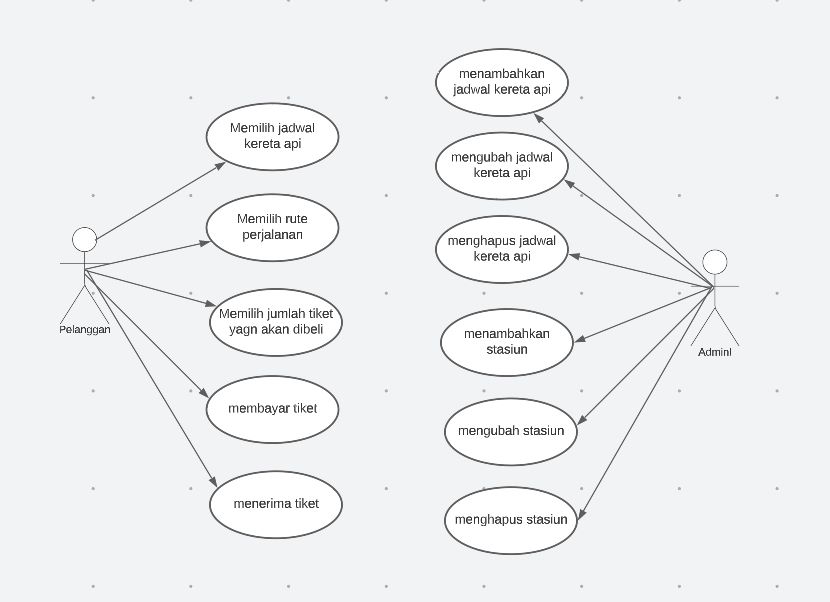 Memilih jadwal
kereta api
Memilih rute
perjalanan
Memilih jumlah tiket
yagn akan dibeli
membayar tiket
menerima tiket
Pelanggan
menambahkan
jadwal kereta api
mengubah jadwal
kereta api
menghapus jadwal
kereta api
menambahkan
stasiun
mengubah stasiun
menghapus stasiun
AdminI